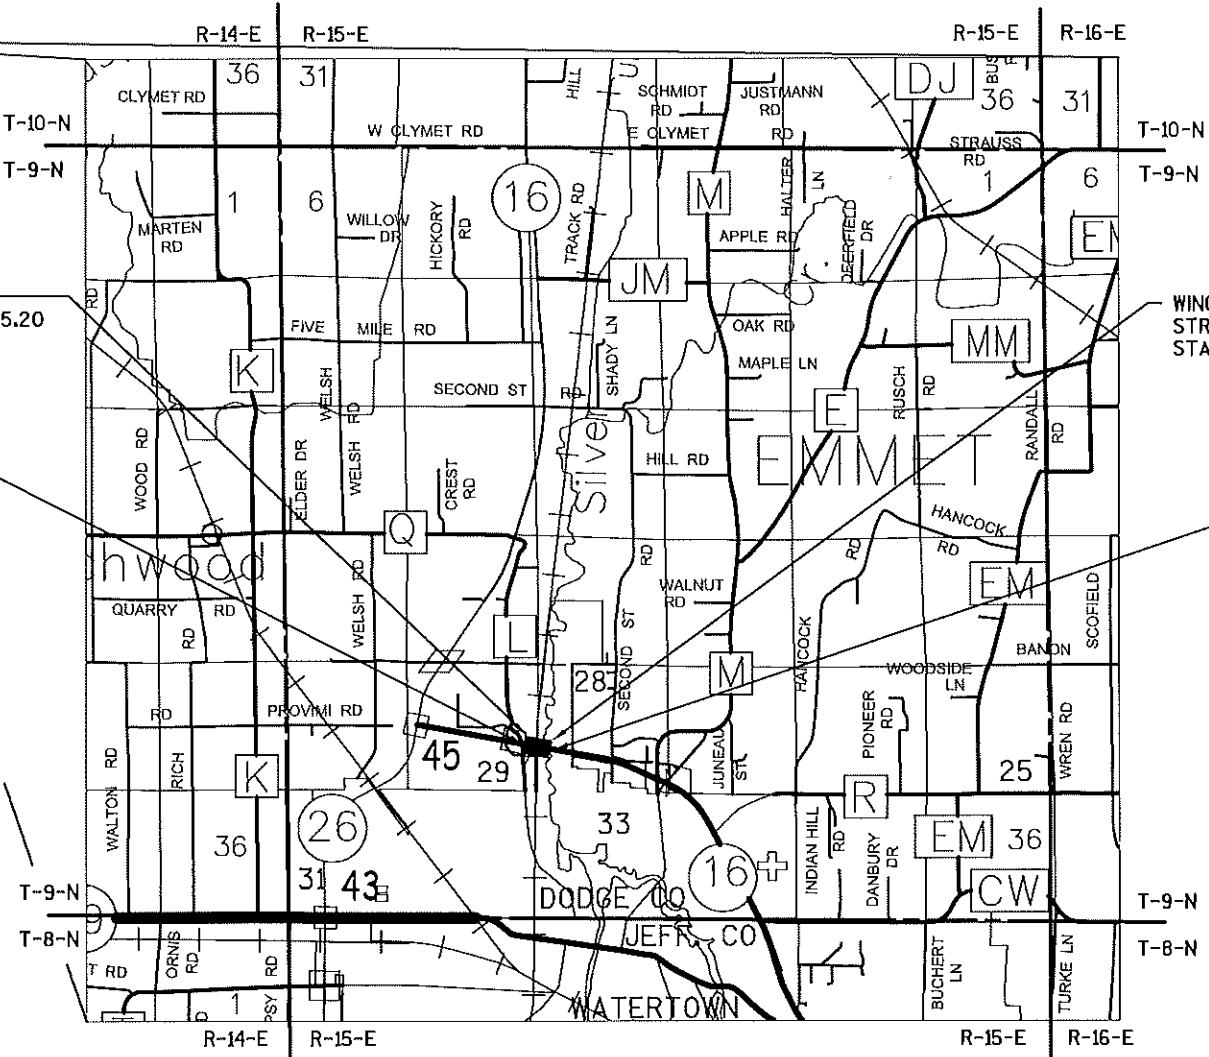 R-14-E R-15-E
R-15-E R-16-E
36 31
CLYMET RD
HILL
SCHMIDT RD
JUSTMANN RD
DJ
BUS
36 31
T-10-N
W CLYMET RD
E CLYMET RD
STRAUSS RD
T-10-N
T-9-N
T-9-N
1 6
16
M
1 6
MARTEN RD
WILLOW DR
HICKORY RD
TRACK RD
HALTER LN
APPLE RD
DEERFIELD DR
EM
JM
RD
5.20
FIVE MILE RD
SHADY LN
OAK RD
MM
WING
STR
STA
K
WELSH RD
SECOND ST RD
MAPLE LN
E
RUSCH RD
RANDALL RD
WOOD RD
ELDER DR
WELSH RD
CREST RD
Silver
HILL RD
EMMET
Q
HANCOCK RD
HANCOCK RD
hwood
QUARRY RD
RD
WELSH RD
L
WALNUT RD
SECOND ST RD
EM
SCOFIELD
BANON
28
M
WOODSIDE LN
RD
PROVIMI RD
L
45
29
JUNEAU ST
PIONEER RD
25
WREN RD
WALTON RD
RICH
K
R
26
33
INDIAN HILL RD
DANBURY DR
EM
36
36
31 43
16
CW
T-9-N
DODGE CO
T-9-N
T-8-N
JEFF CO
T-8-N
T RD
ORNIS RD
RD
BUCHERT LN
TURKE LN
1
PSY
WATERTOWN
R-14-E R-15-E
R-15-E R-16-E